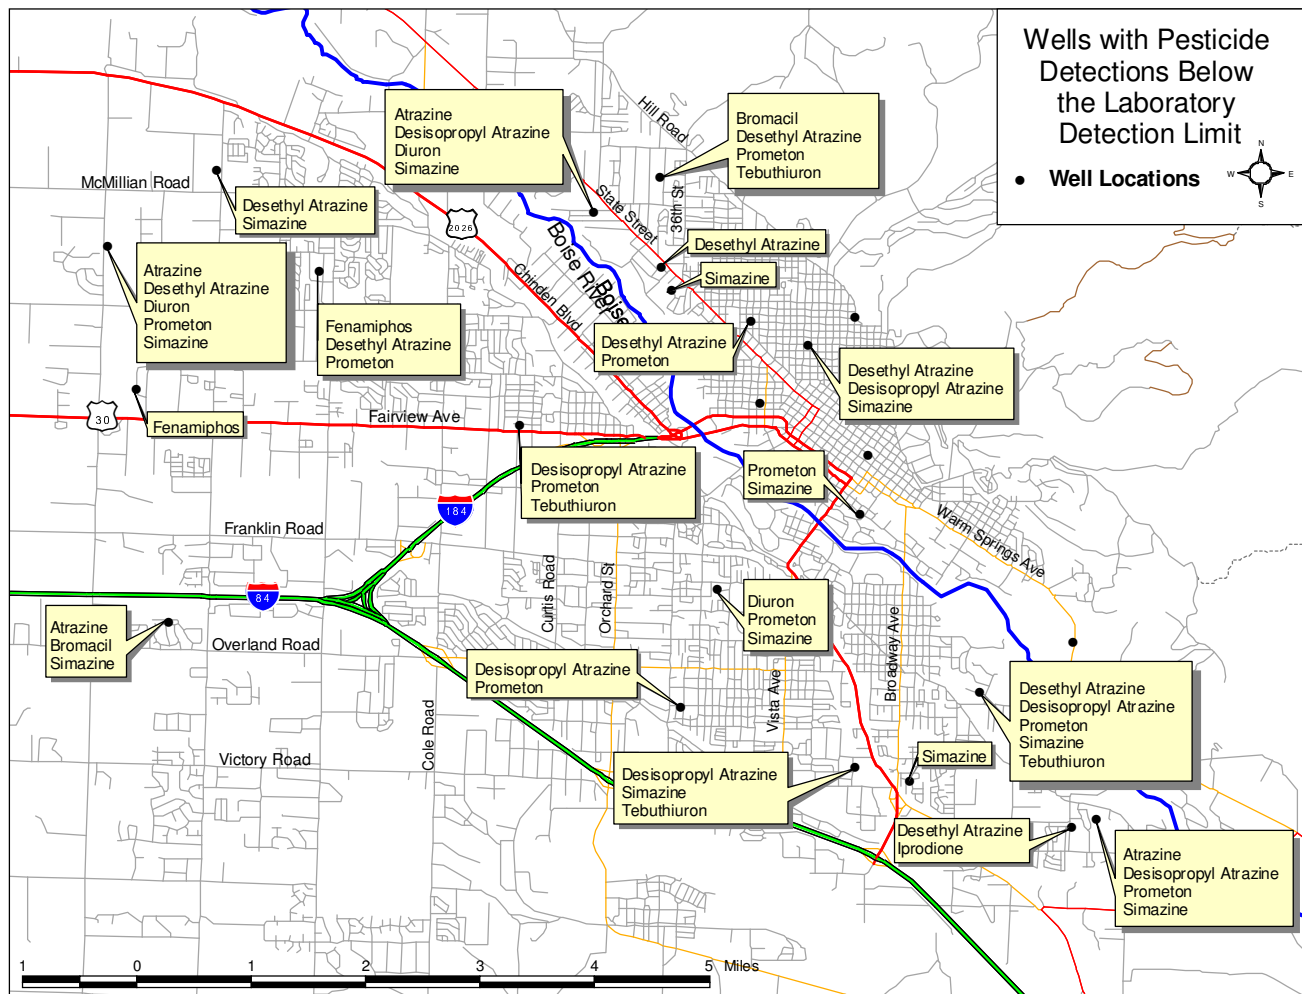 Wells with Pesticide
Detections Below
the Laboratory
Detection Limit
N
W
E
S
Well Locations
Hill Road
Atrazine
Desisopropyl Atrazine
Diuron
Simazine
Bromacil
Desethyl Atrazine
Prometon
Tebuthiuron
McMillian Road
Desethyl Atrazine
Simazine
2026
State Street
36th St
Boise River
Boise
Chinden Blvd
Desethyl Atrazine
Simazine
Atrazine
Desethyl Atrazine
Diuron
Prometon
Simazine
Fenamiphos
Desethyl Atrazine
Prometon
Desethyl Atrazine
Prometon
Desethyl Atrazine
Desisopropyl Atrazine
Simazine
30
Fenamiphos
Fairview Ave
Desisopropyl Atrazine
Prometon
Tebuthiuron
Prometon
Simazine
184
Franklin Road
Warm Springs Ave
Curtis Road
Orchard St
84
Diuron
Prometon
Simazine
Broadway Ave
Atrazine
Bromacil
Simazine
Overland Road
Desisopropyl Atrazine
Prometon
Vista Ave
Desethyl Atrazine
Desisopropyl Atrazine
Prometon
Simazine
Tebuthiuron
Cole Road
Victory Road
Desisopropyl Atrazine
Simazine
Tebuthiuron
Simazine
Desethyl Atrazine
Iprodione
Atrazine
Desisopropyl Atrazine
Prometon
Simazine
1 0 1 2 3 4 5 Miles